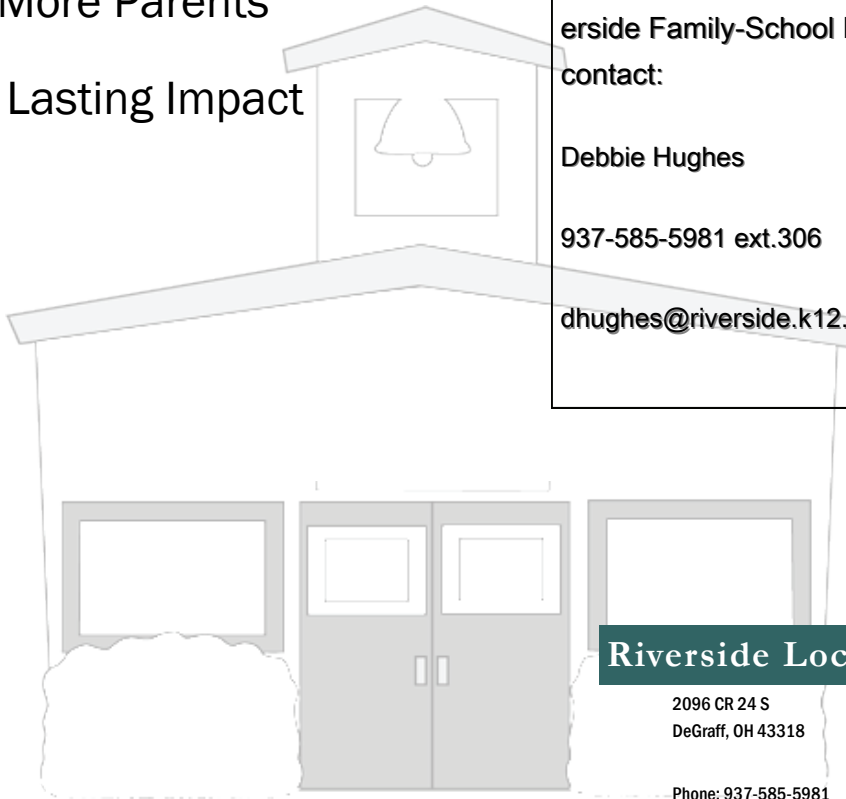 More Parents
Lasting Impact
erside Family-School
contact:
Debbie Hughes
937-585-5981 ext.306
dhughes@riverside.k12.
Riverside Loc
2096 CR 24 S
DeGraff, OH 43318
Phone: 937-585-5981